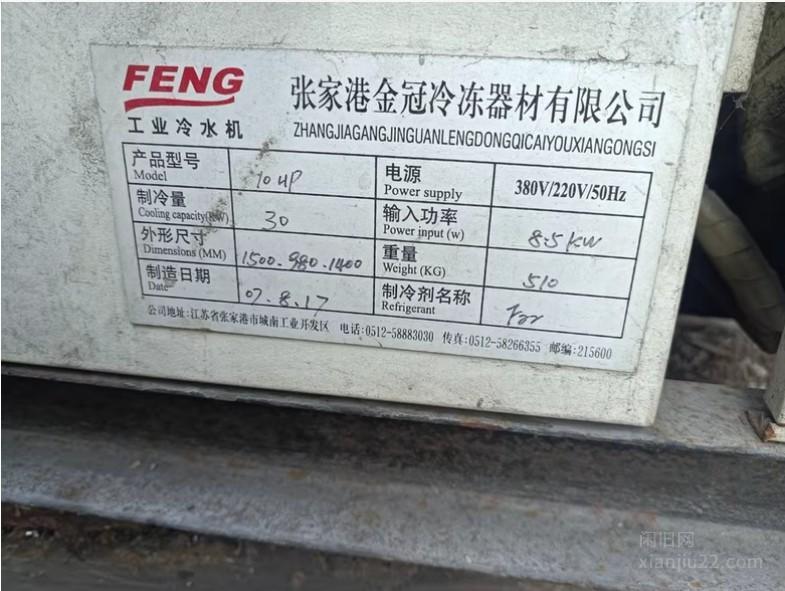 FENG
工业冷水机
张家港金冠冷冻器材有限公司
ZHANGJIAGANGJINGUANLENGDONGQICAIYOUXIANGONGSI
产品型号 10HP 电源 380V/220V/50Hz
Model Power supply
制冷量 30 输入功率 8.5KW
Cooling capacity(KW) Power input (w)
外形尺寸 1500.980.1400 重量 510
Dimensions (MM) Weight (KG)
制造日期 07.8.17 制冷剂名称
Date Refrigerant
公司地址:江苏省张家港市城南工业开发区 电话:0512-58883030 传真:0512-58266355 邮编:215600
闲旧网
xianjiu22.com